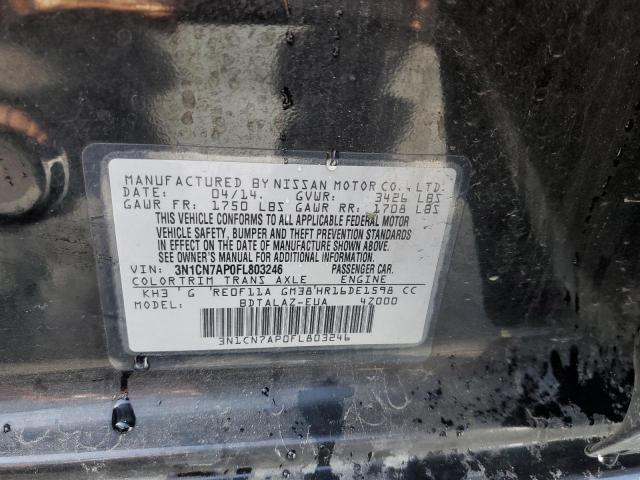 MANUFACTURED BY NISSAN MOTOR CO., LTD.
DATE: 04/14. GVWR: 3426 LBS
GAWR FR: 1750 LBS GAWR RR: 1708 LBS
THIS VEHICLE CONFORMS TO ALL APPLICABLE FEDERAL MOTOR
VEHICLE SAFETY, BUMPER AND THEFT PREVENTION STANDARDS
IN EFFECT ON THE DATE OF MANUFACTURE SHOWN ABOVE.
SEE OWNER'S MANUAL FOR ADDITIONAL INFORMATION.
VIN: 3N1CN7AP0FL803246 PASSENGER CAR.
COLOR TRIM TRANS AXLE ENGINE
KH3 ' G 'RE0F11A GM38'HR16DE1598 CC
BDTALAZ-EUA 4Z000
3N1CN7AP0FL803246